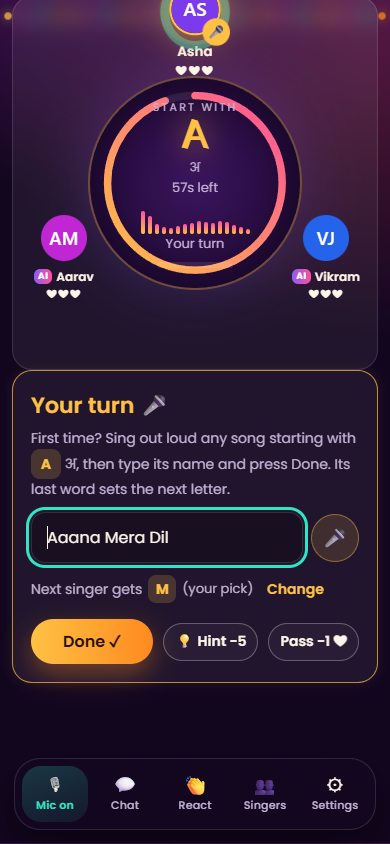 AS
Asha
START WITH
A
अ
57s left
Your turn
AM
VJ
AI Aarav
AI Vikram
Your turn
First time? Sing out loud any song starting with
A अ, then type its name and press Done. Its
last word sets the next letter.
Aaana Mera Dil
Next singer gets M (your pick) Change
Done ✓
Hint −5
Pass −1
Mic on
Chat
React
Singers
Settings